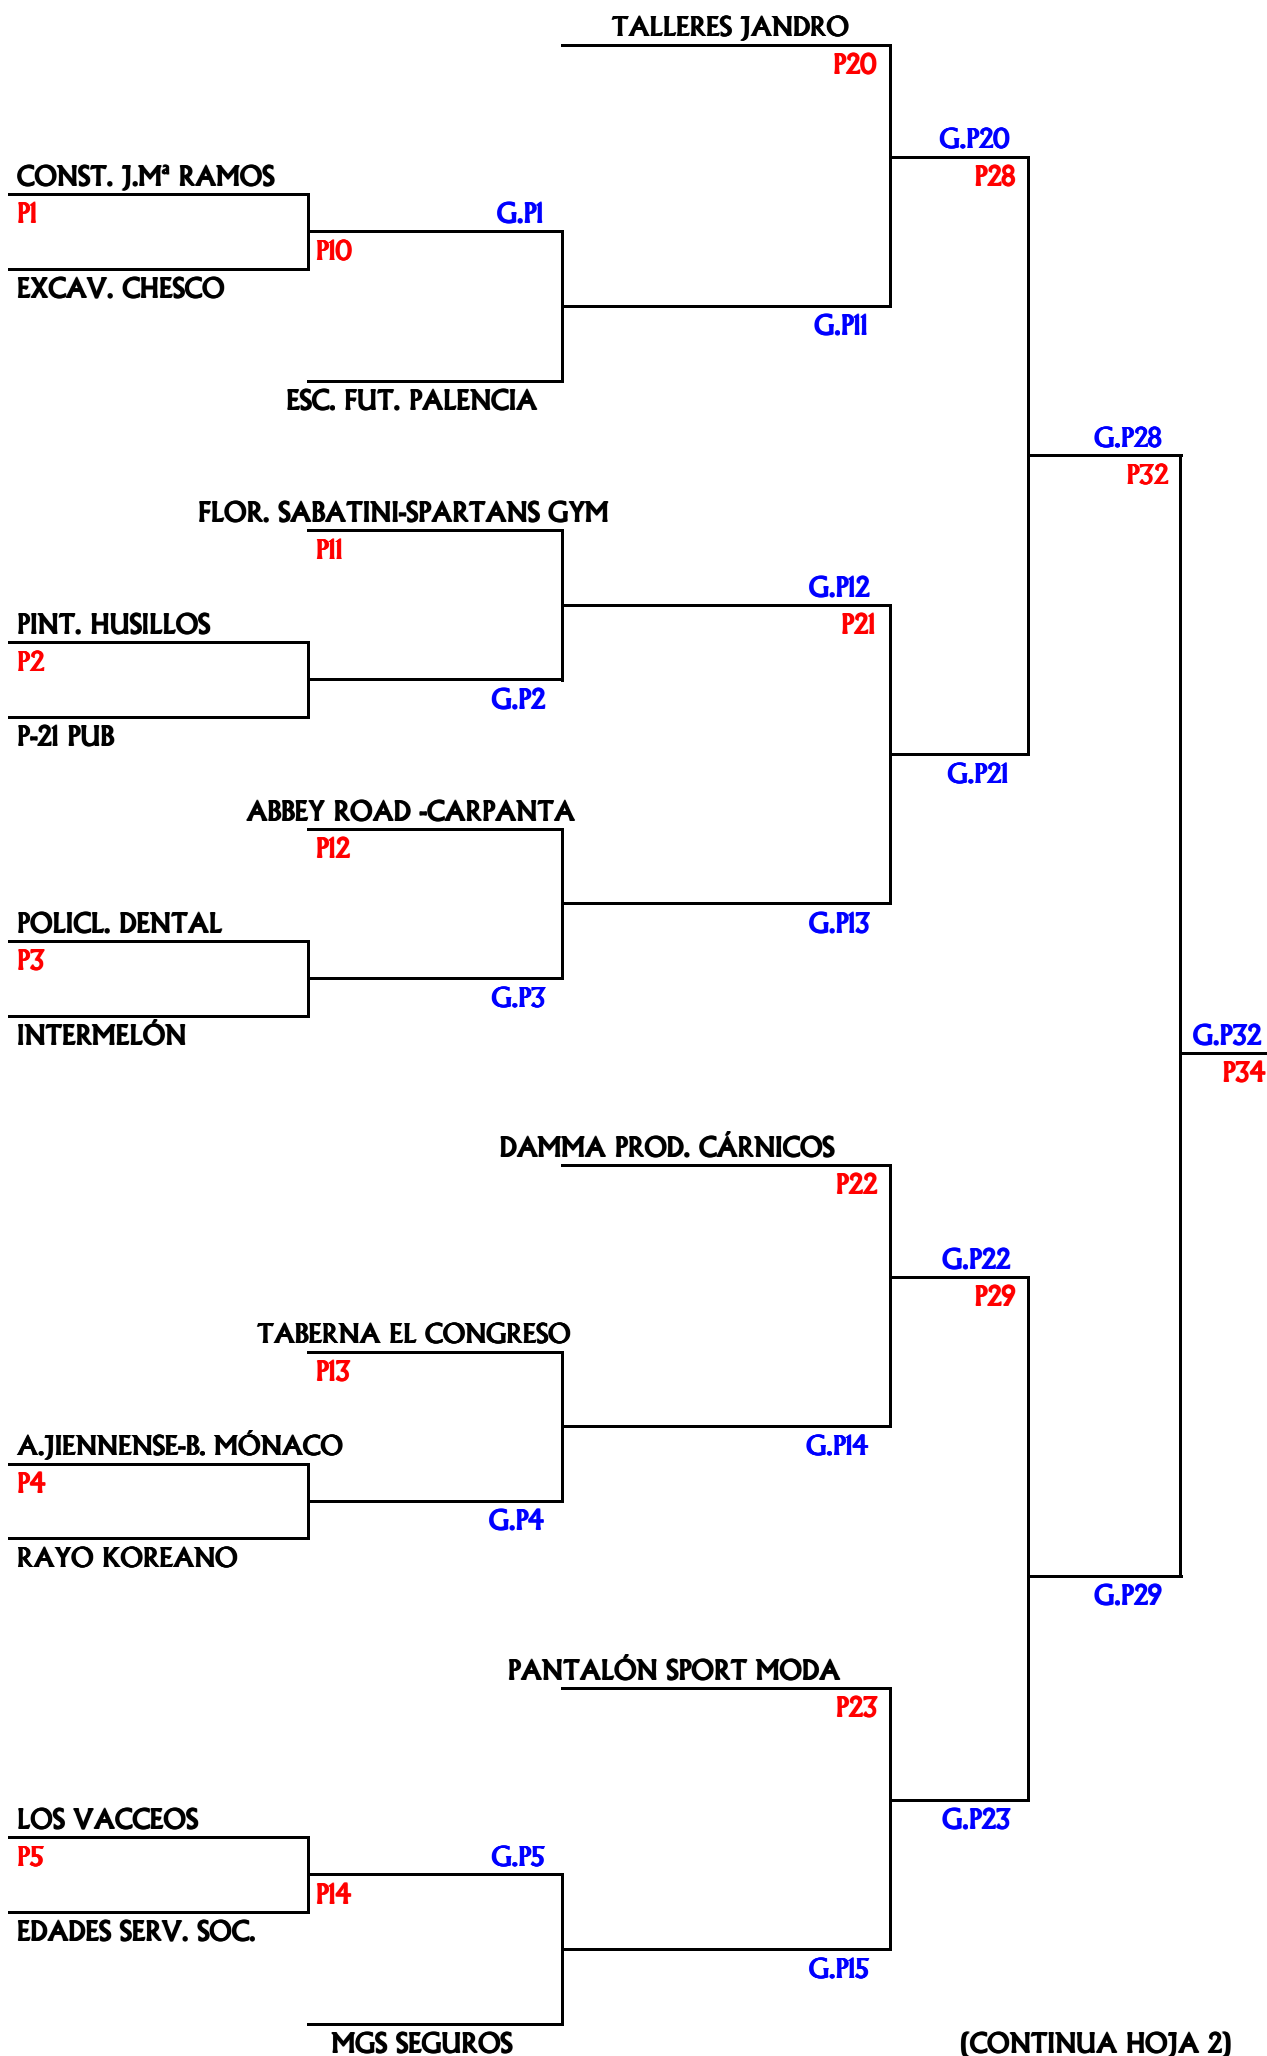 TALLERES JANDRO
P20
G.P20
CONST. J.Mª RAMOS
P28
P1
G.P1
P10
EXCAV. CHESCO
G.P11
ESC. FUT. PALENCIA
G.P28
P32
FLOR. SABATINI-SPARTANS GYM
P11
G.P12
PINT. HUSILLOS
P21
P2
G.P2
P-21 PUB
G.P21
ABBEY ROAD -CARPANTA
P12
POLICL. DENTAL
G.P13
P3
G.P3
INTERMELÓN
G.P32
P34
DAMMA PROD. CÁRNICOS
P22
G.P22
P29
TABERNA EL CONGRESO
P13
A.JIENNENSE-B. MÓNACO
G.P14
P4
G.P4
RAYO KOREANO
G.P29
PANTALÓN SPORT MODA
P23
LOS VACCEOS
G.P23
P5
G.P5
P14
EDADES SERV. SOC.
G.P15
MGS SEGUROS
(CONTINUA HOJA 2)